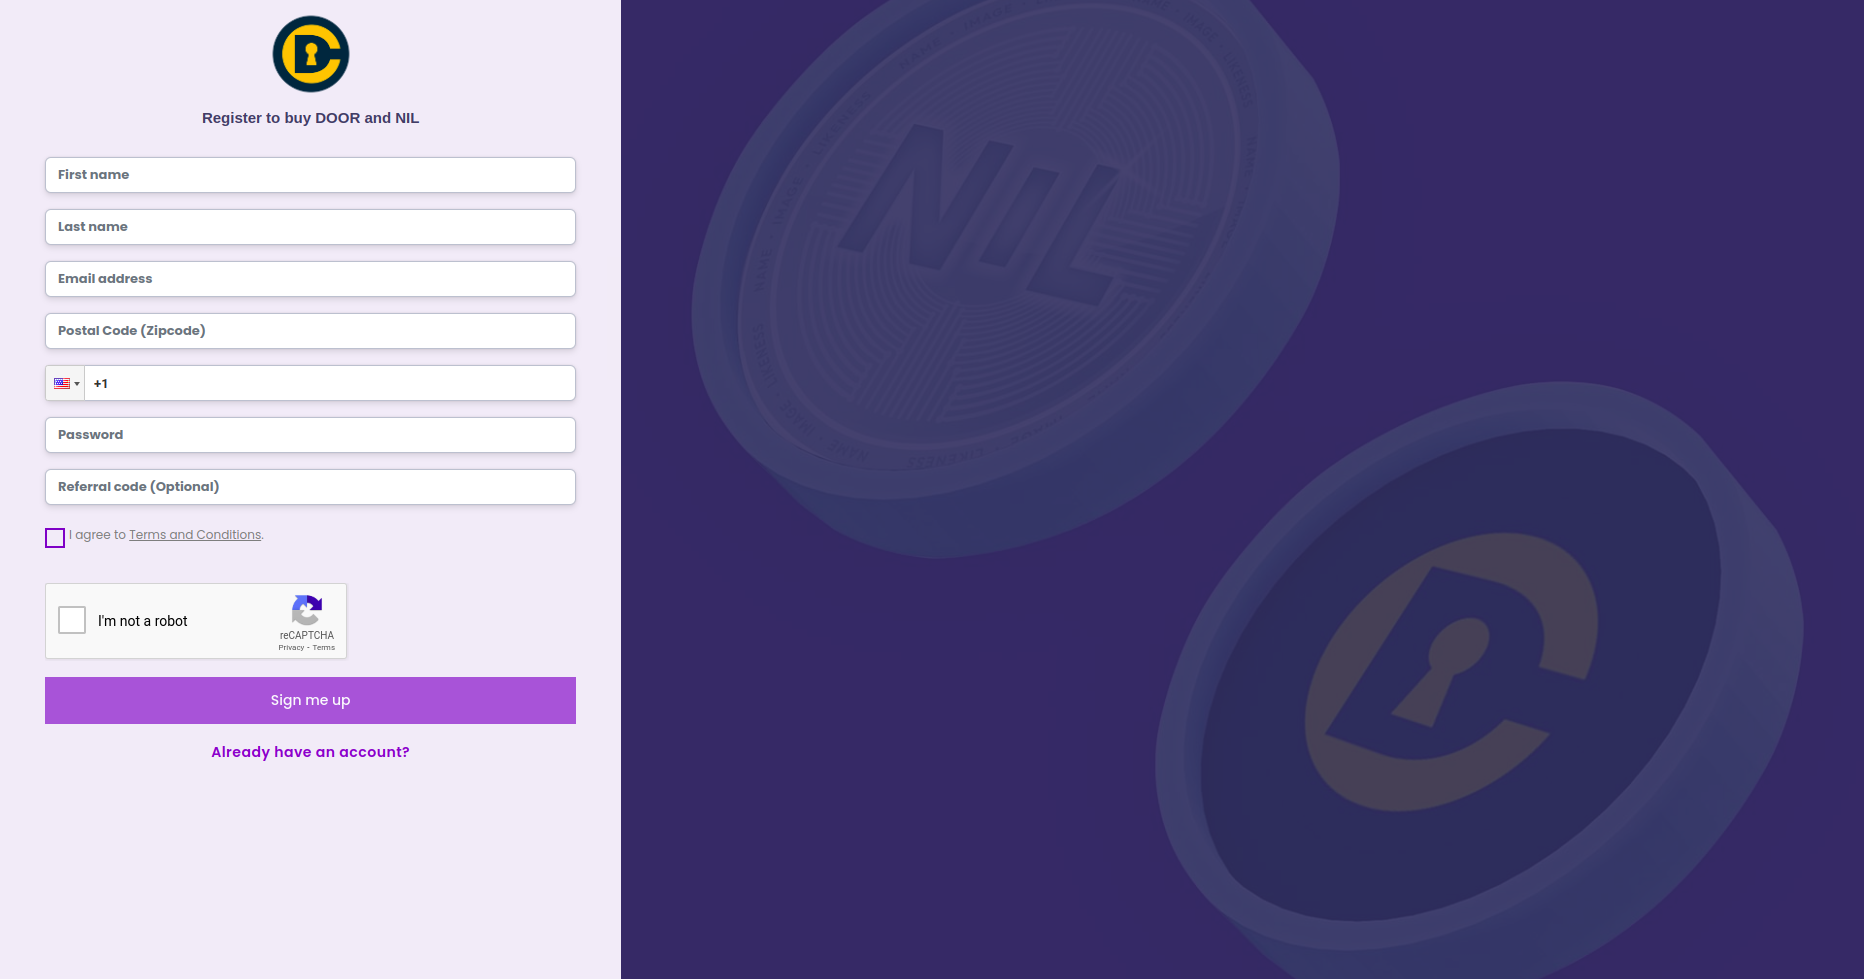 Register to buy DOOR and NIL
First name
Last name
Email address
Postal Code (Zipcode)
+1
Password
Referral code (Optional)
I agree to Terms and Conditions.
I'm not a robot
reCAPTCHA
Privacy - Terms
Sign me up
Already have an account?
NIL